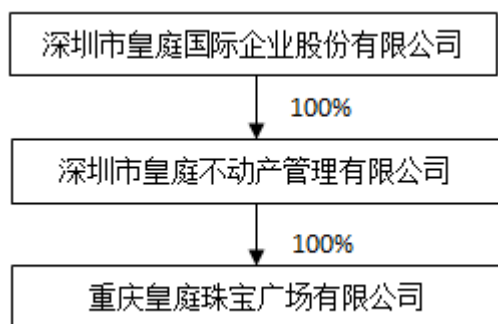 深圳市皇庭国际企业股份有限公司
100%
深圳市皇庭不动产管理有限公司
100%
重庆皇庭珠宝广场有限公司